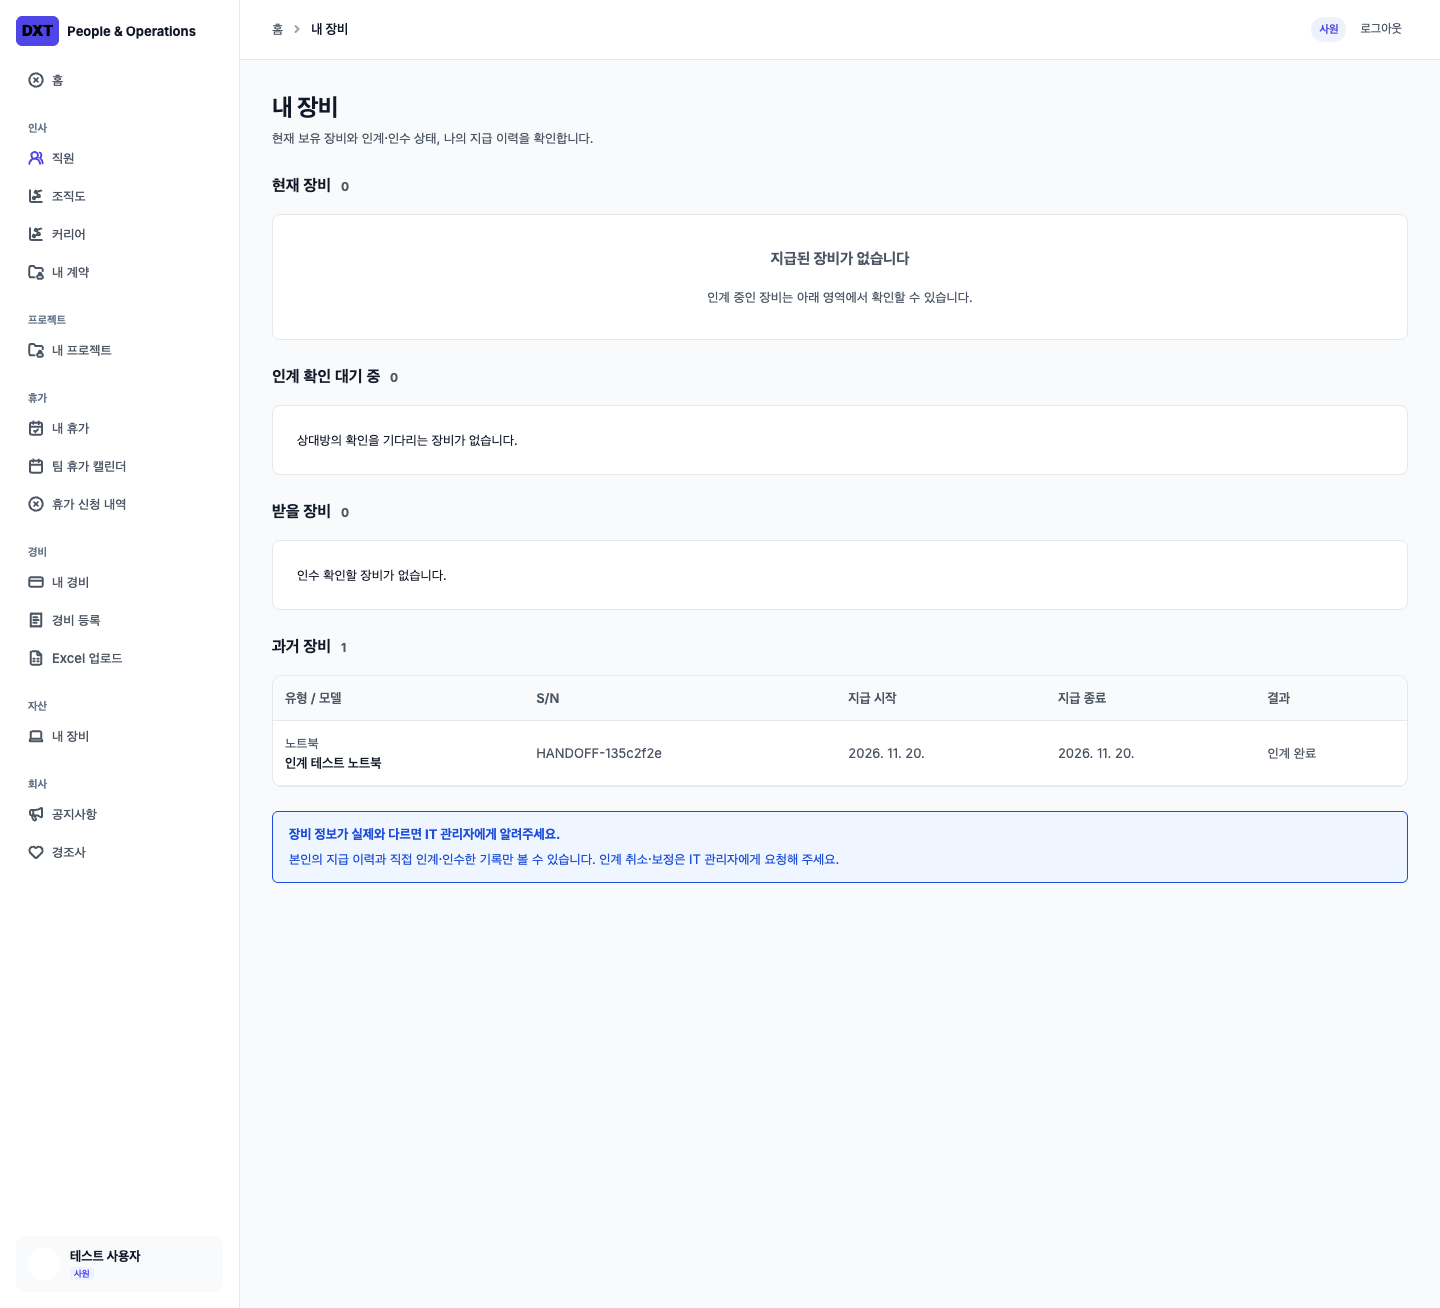 DXT People & Operations
홈
인사
직원
조직도
커리어
내 계약
프로젝트
내 프로젝트
휴가
내 휴가
팀 휴가 캘린더
휴가 신청 내역
경비
내 경비
경비 등록
Excel 업로드
자산
내 장비
회사
공지사항
경조사
테스트 사용자
사원
홈 > 내 장비
사원 로그아웃
내 장비
현재 보유 장비와 인계·인수 상태, 나의 지급 이력을 확인합니다.
현재 장비 0
지급된 장비가 없습니다
인계 중인 장비는 아래 영역에서 확인할 수 있습니다.
인계 확인 대기 중 0
상대방의 확인을 기다리는 장비가 없습니다.
받을 장비 0
인수 확인할 장비가 없습니다.
과거 장비 1
유형 / 모델 S/N 지급 시작 지급 종료 결과
노트북
인계 테스트 노트북 HANDOFF-135c2f2e 2026. 11. 20. 2026. 11. 20. 인계 완료
장비 정보가 실제와 다르면 IT 관리자에게 알려주세요.
본인의 지급 이력과 직접 인계·인수한 기록만 볼 수 있습니다. 인계 취소·보정은 IT 관리자에게 요청해 주세요.